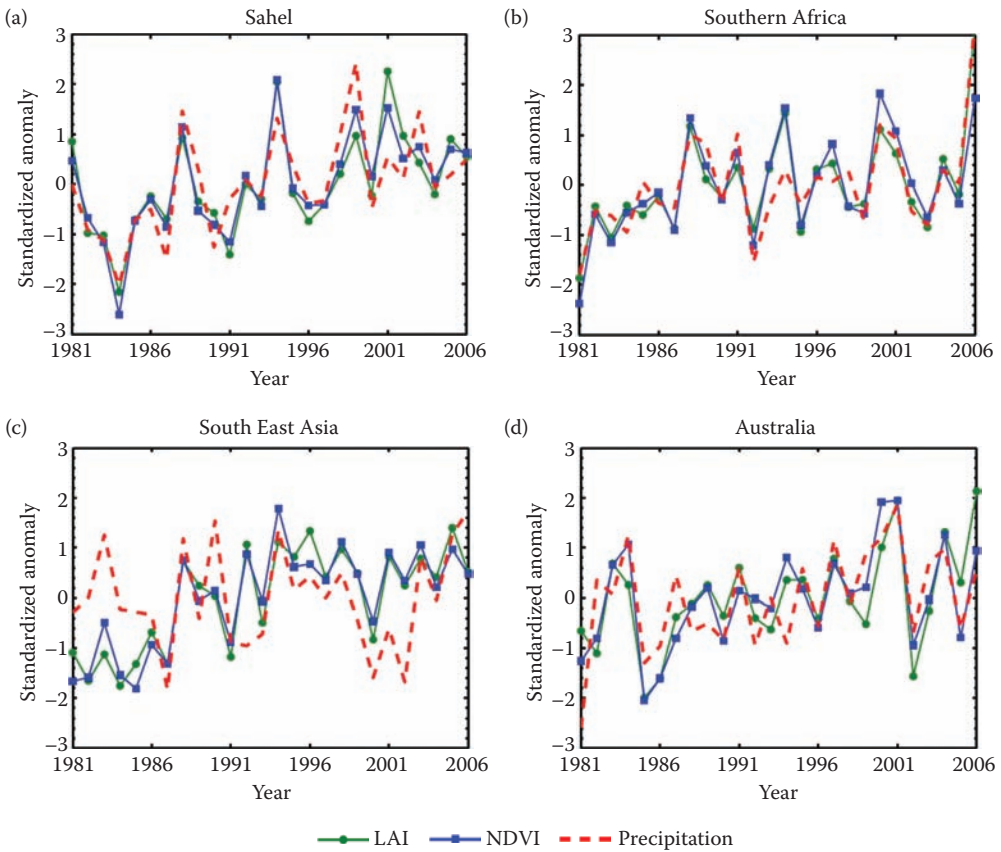 (a)
Sahel
Standardized anomaly
3
2
1
0
−1
−2
−3
1981 1986 1991 1996 2001 2006
Year
(b)
Southern Africa
Standardized anomaly
3
2
1
0
−1
−2
−3
1981 1986 1991 1996 2001 2006
Year
(c)
South East Asia
Standardized anomaly
3
2
1
0
−1
−2
−3
1981 1986 1991 1996 2001 2006
Year
(d)
Australia
Standardized anomaly
3
2
1
0
−1
−2
−3
1981 1986 1991 1996 2001 2006
Year
LAI NDVI Precipitation